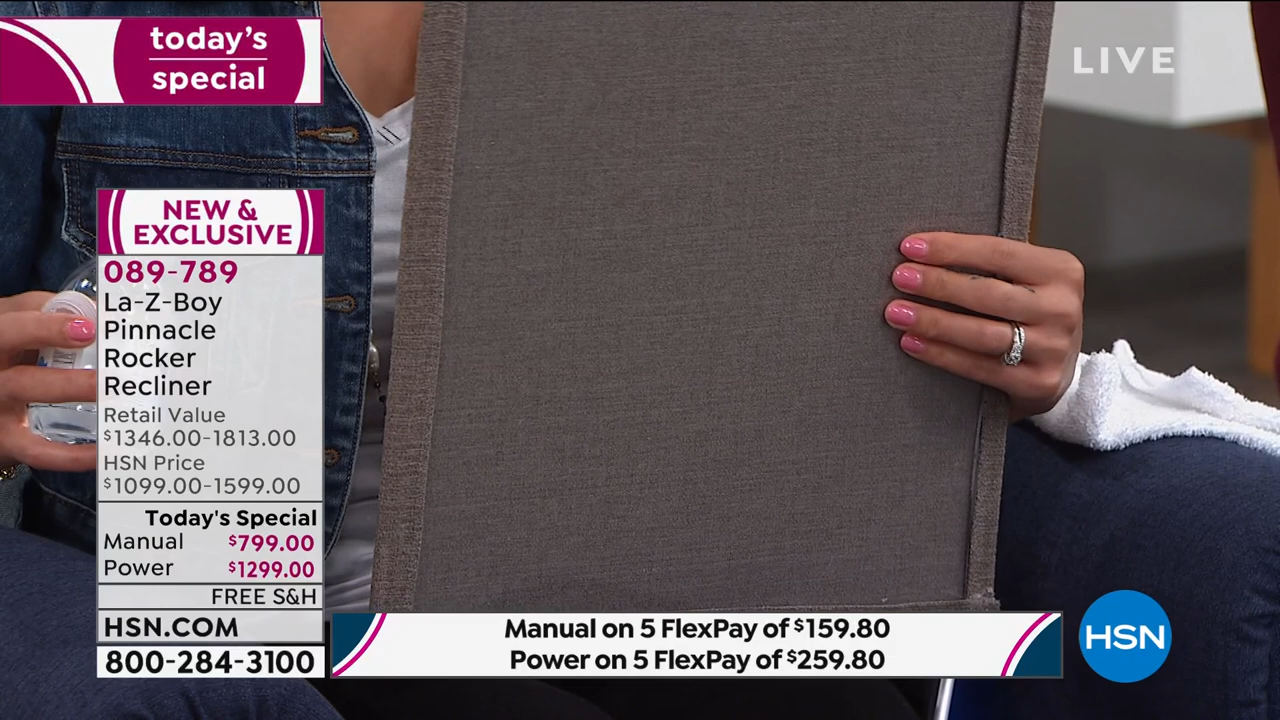 today's
special
LIVE
NEW &
EXCLUSIVE
089-789
La-Z-Boy
Pinnacle
Rocker
Recliner
Retail Value
$1346.00-1813.00
HSN Price
$1099.00-1599.00
Today's Special
Manual $799.00
Power $1299.00
FREE S&H
HSN.COM
800-284-3100
Manual on 5 FlexPay of $159.80
Power on 5 FlexPay of $259.80
HSN